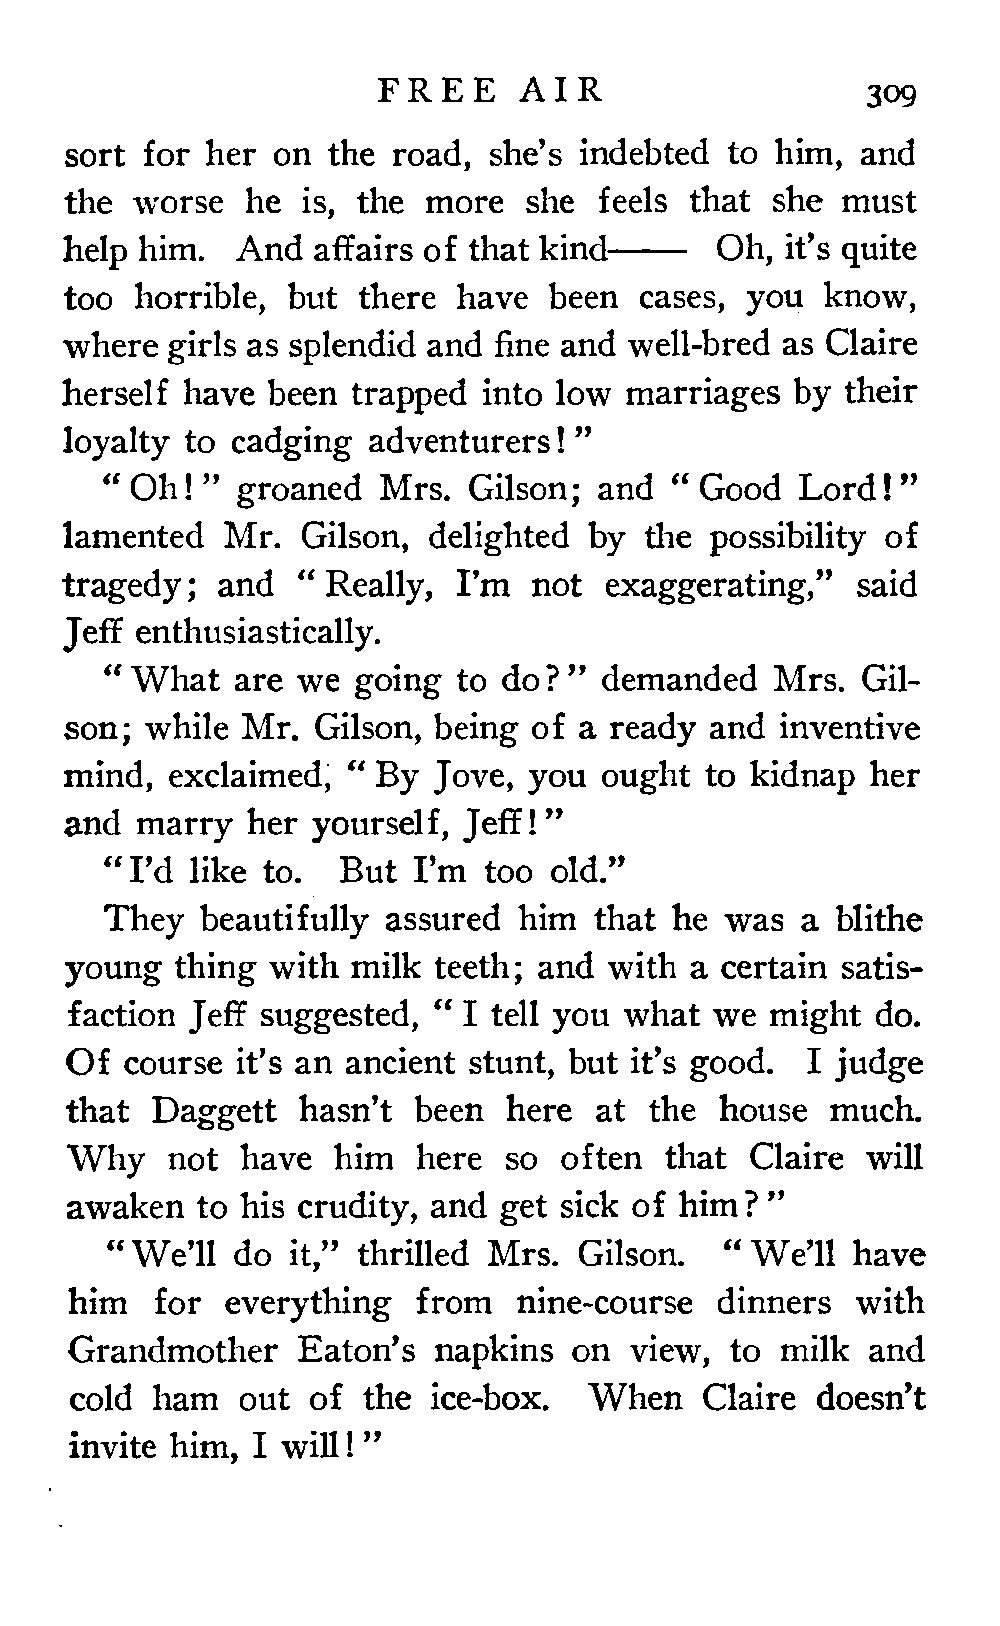 FREE AIR 309
sort for her on the road, she's indebted to him, and
the worse he is, the more she feels that she must
help him. And affairs of that kind—— Oh, it's quite
too horrible, but there have been cases, you know,
where girls as splendid and fine and well-bred as Claire
herself have been trapped into low marriages by their
loyalty to cadging adventurers!"
"Oh!" groaned Mrs. Gilson; and "Good Lord!"
lamented Mr. Gilson, delighted by the possibility of
tragedy; and "Really, I'm not exaggerating," said
Jeff enthusiastically.
"What are we going to do?" demanded Mrs. Gil-
son; while Mr. Gilson, being of a ready and inventive
mind, exclaimed, "By Jove, you ought to kidnap her
and marry her yourself, Jeff!"
"I'd like to. But I'm too old."
They beautifully assured him that he was a blithe
young thing with milk teeth; and with a certain satis-
faction Jeff suggested, "I tell you what we might do.
Of course it's an ancient stunt, but it's good. I judge
that Daggett hasn't been here at the house much.
Why not have him here so often that Claire will
awaken to his crudity, and get sick of him?"
"We'll do it," thrilled Mrs. Gilson. "We'll have
him for everything from nine-course dinners with
Grandmother Eaton's napkins on view, to milk and
cold ham out of the ice-box. When Claire doesn't
invite him, I will!"